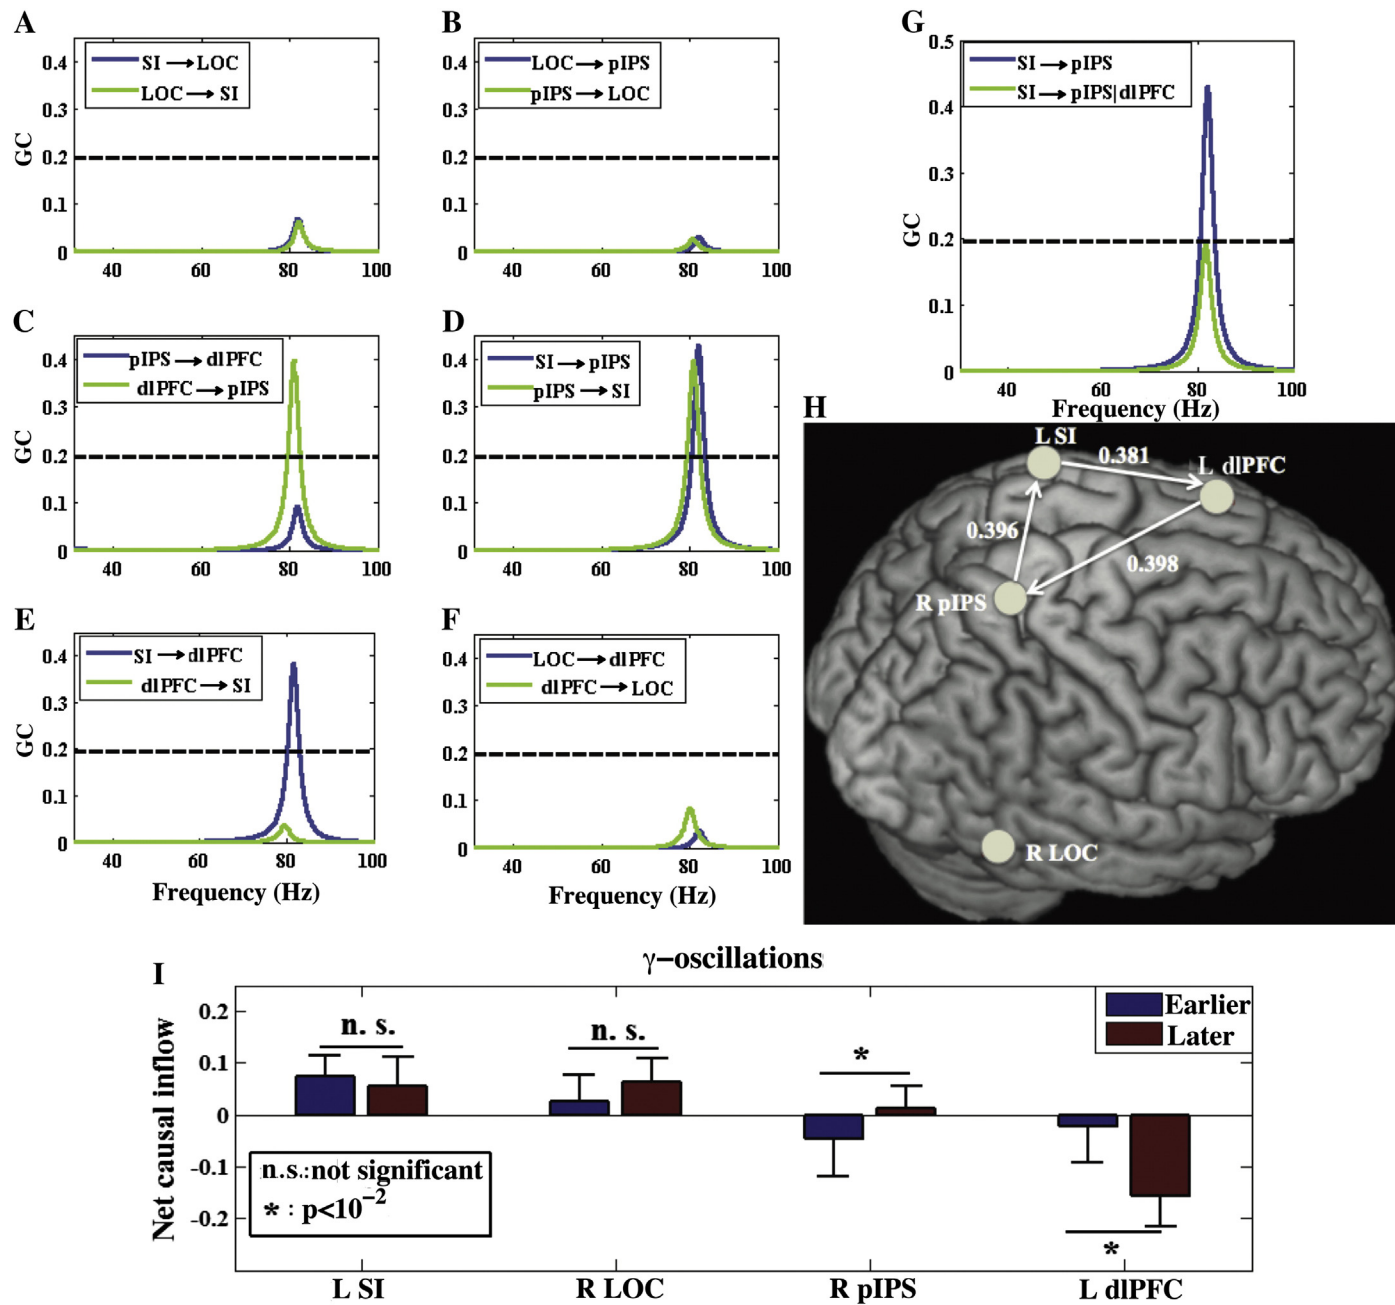 A
GC
0.4
0.3
0.2
0.1
0
SI → LOC
LOC → SI
40 60 80 100
B
0.4
0.3
0.2
0.1
0
LOC → pIPS
pIPS → LOC
40 60 80 100
G
GC
0.5
0.4
0.3
0.2
0.1
0
SI → pIPS
SI → pIPS|dlPFC
40 60 80 100
Frequency (Hz)
C
GC
0.4
0.3
0.2
0.1
0
pIPS → dlPFC
dlPFC → pIPS
40 60 80 100
D
0.4
0.3
0.2
0.1
0
SI → pIPS
pIPS → SI
40 60 80 100
E
GC
0.4
0.3
0.2
0.1
0
SI → dlPFC
dlPFC → SI
40 60 80 100
Frequency (Hz)
F
0.4
0.3
0.2
0.1
0
LOC → dlPFC
dlPFC → LOC
40 60 80 100
Frequency (Hz)
H
L SI
0.381
L dlPFC
0.396
0.398
R pIPS
R LOC
I
γ-oscillations
Net causal inflow
0.2
0.1
0
-0.1
-0.2
n. s.
n. s.
*
*
Earlier
Later
n.s.:not significant
* : p<10⁻²
L SI
R LOC
R pIPS
L dlPFC